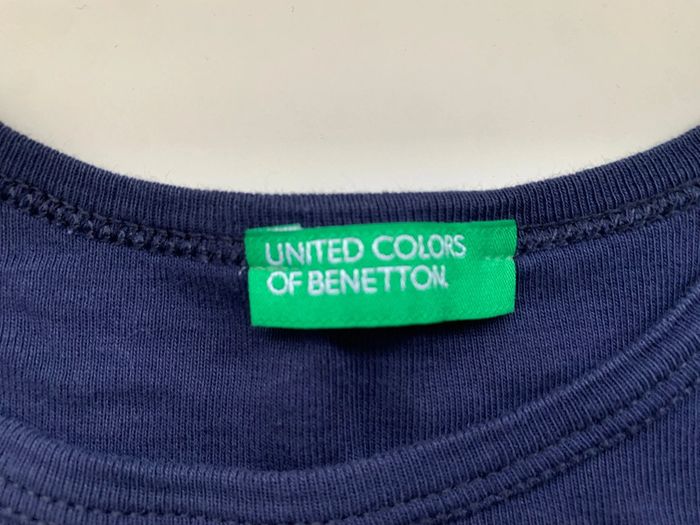 UNITED COLORS
OF BENETTON.